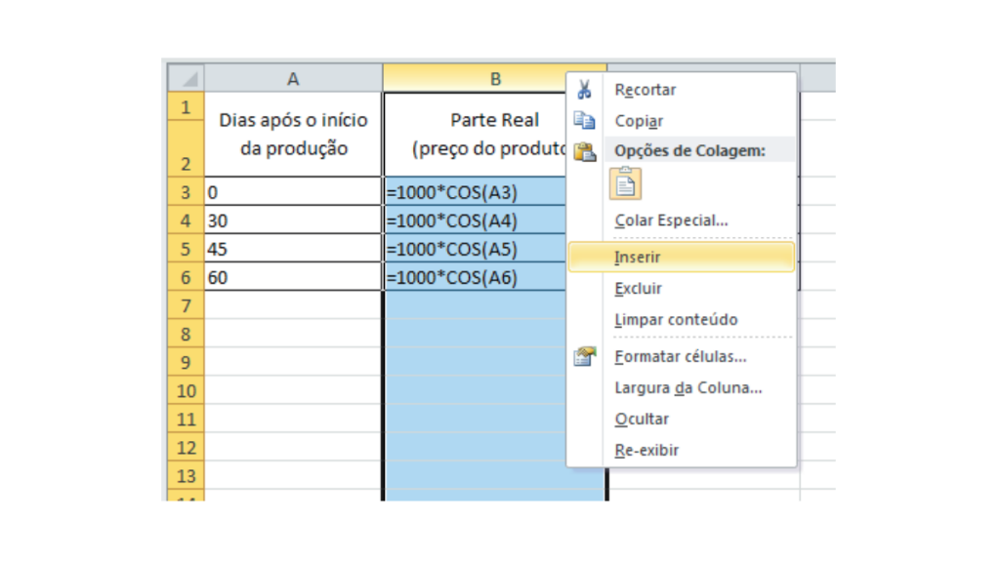 A B
1
Dias após o início Parte Real
da produção (preço do produto
2
3 0 =1000*COS(A3)
4 30 =1000*COS(A4)
5 45 =1000*COS(A5)
6 60 =1000*COS(A6)
7
8
9
10
11
12
13
Recortar
Copiar
Opções de Colagem:
Colar Especial...
Inserir
Excluir
Limpar conteúdo
Formatar células...
Largura da Coluna...
Ocultar
Re-exibir